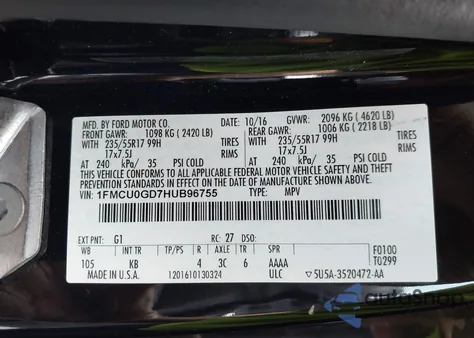 MFD. BY FORD MOTOR CO. 10/16 GVWR: 2096 KG ( 4620 LB)
FRONT GAWR: 1098 KG ( 2420 LB) REAR GAWR: 1006 KG ( 2218 LB)
WITH 235/55R17 99H TIRES WITH 235/55R17 99H TIRES
17x7.5J RIMS 17x7.5J RIMS
AT 240 kPa/ 35 PSI COLD AT 240 kPa/ 35 PSI COLD
THIS VEHICLE CONFORMS TO ALL APPLICABLE FEDERAL MOTOR VEHICLE SAFETY AND BUMPER STANDARDS IN EFFECT ON THE DATE OF MANUFACTURE SHOWN ABOVE.
VIN: 1FMCU0GD7HUB96755 TYPE: MPV
EXT PNT: G1 RC: 27 DSO: F0100
WB INT TR TP/PS R AXLE TR SPR T0299
105 KB 4 3C 6 AAAA
MADE IN U.S.A. 1201610130324 ULC 5U5A-3520472-AA
autoShop